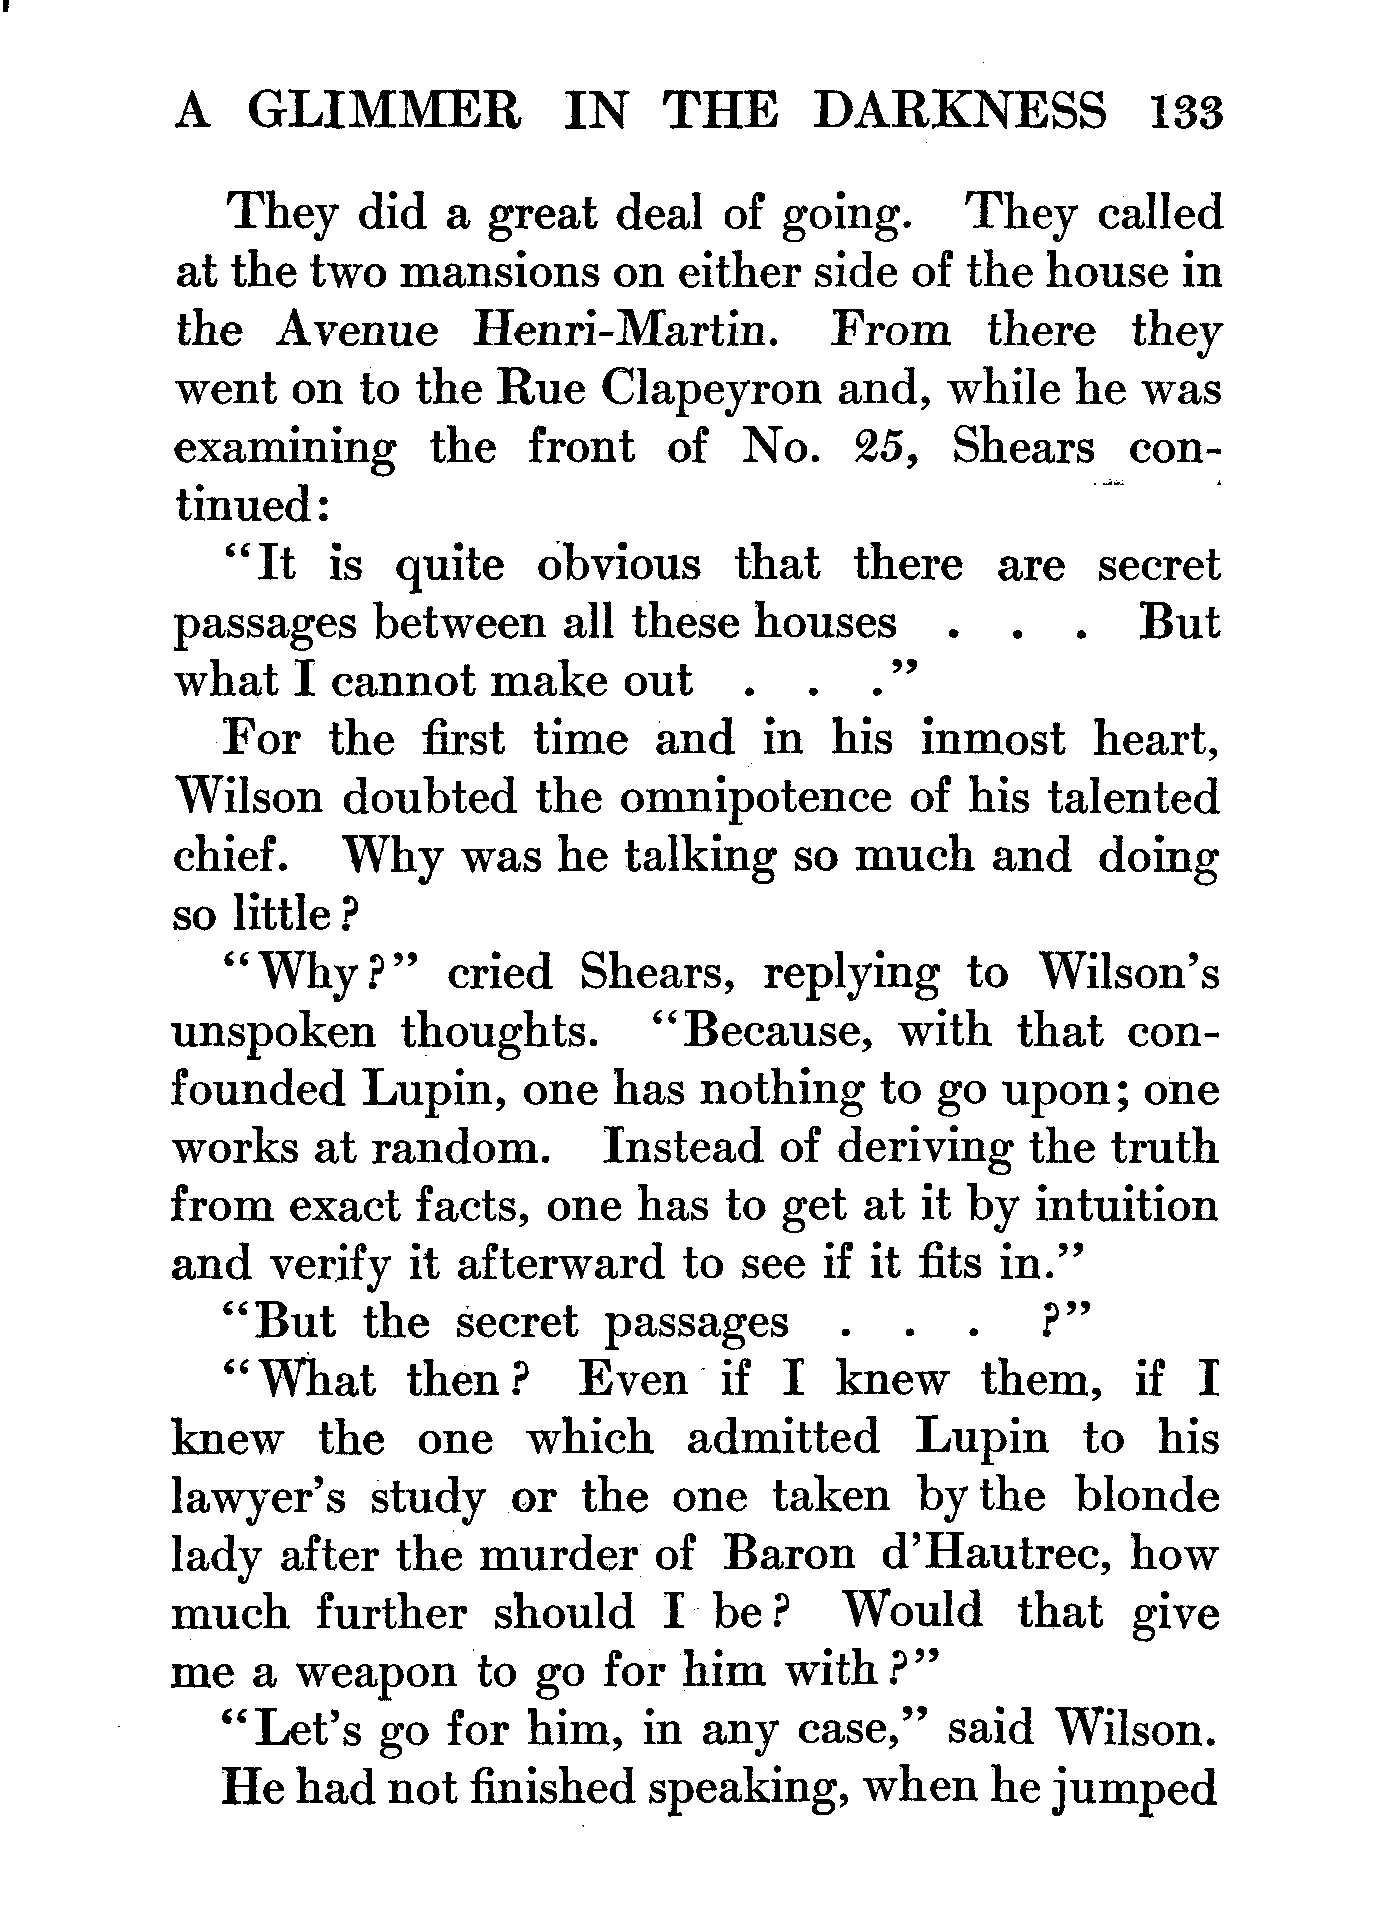 A GLIMMER IN THE DARKNESS 133
They did a great deal of going. They called
at the two mansions on either side of the house in
the Avenue Henri-Martin. From there they
went on to the Rue Clapeyron and, while he was
examining the front of No. 25, Shears con-
tinued:
“It is quite obvious that there are secret
passages between all these houses . . . But
what I cannot make out . . .”
For the first time and in his inmost heart,
Wilson doubted the omnipotence of his talented
chief. Why was he talking so much and doing
so little?
“Why?” cried Shears, replying to Wilson’s
unspoken thoughts. “Because, with that con-
founded Lupin, one has nothing to go upon; one
works at random. Instead of deriving the truth
from exact facts, one has to get at it by intuition
and verify it afterward to see if it fits in.”
“But the secret passages . . . ?”
“What then? Even if I knew them, if I
knew the one which admitted Lupin to his
lawyer’s study or the one taken by the blonde
lady after the murder of Baron d’Hautrec, how
much further should I be? Would that give
me a weapon to go for him with?”
“Let’s go for him, in any case,” said Wilson.
He had not finished speaking, when he jumped